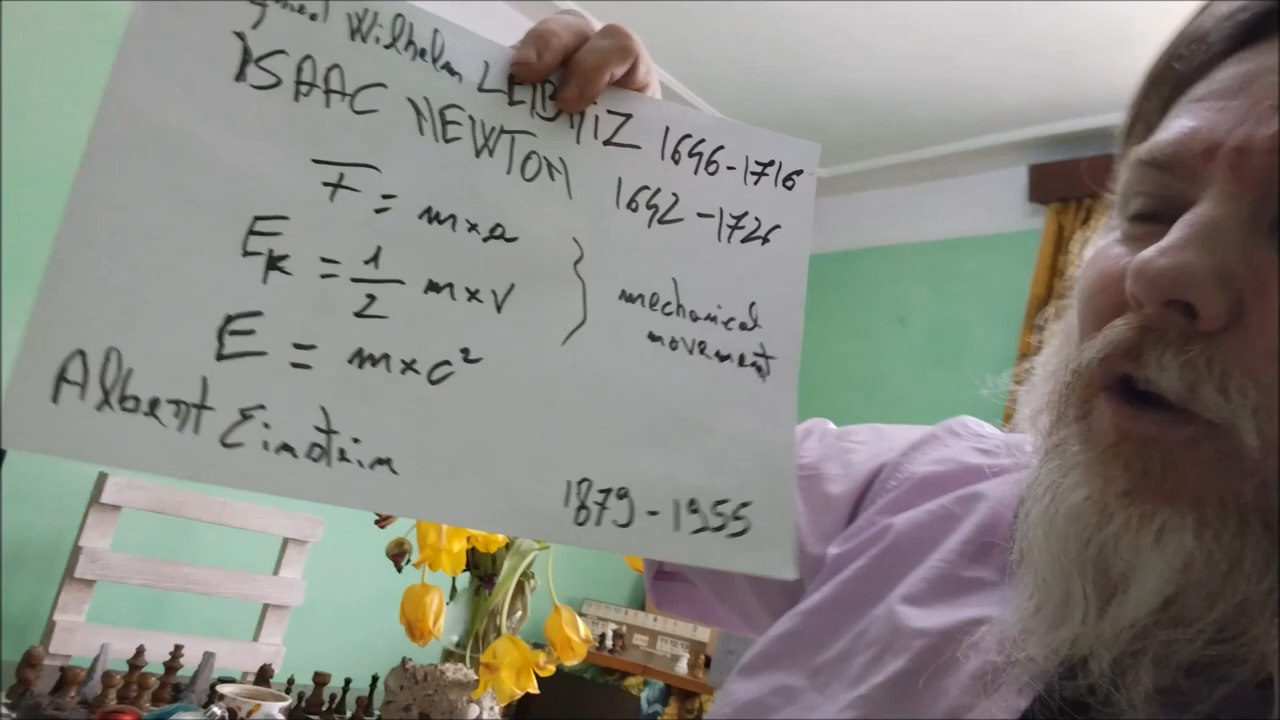 Wilhelm LEIBNIZ 1646-1716
ISAAC NEWTON 1642-1726
F = m×a
Ek = 1/2 m×v
} mechanical movement
E = m×c²
Albert Einstein
1879-1955